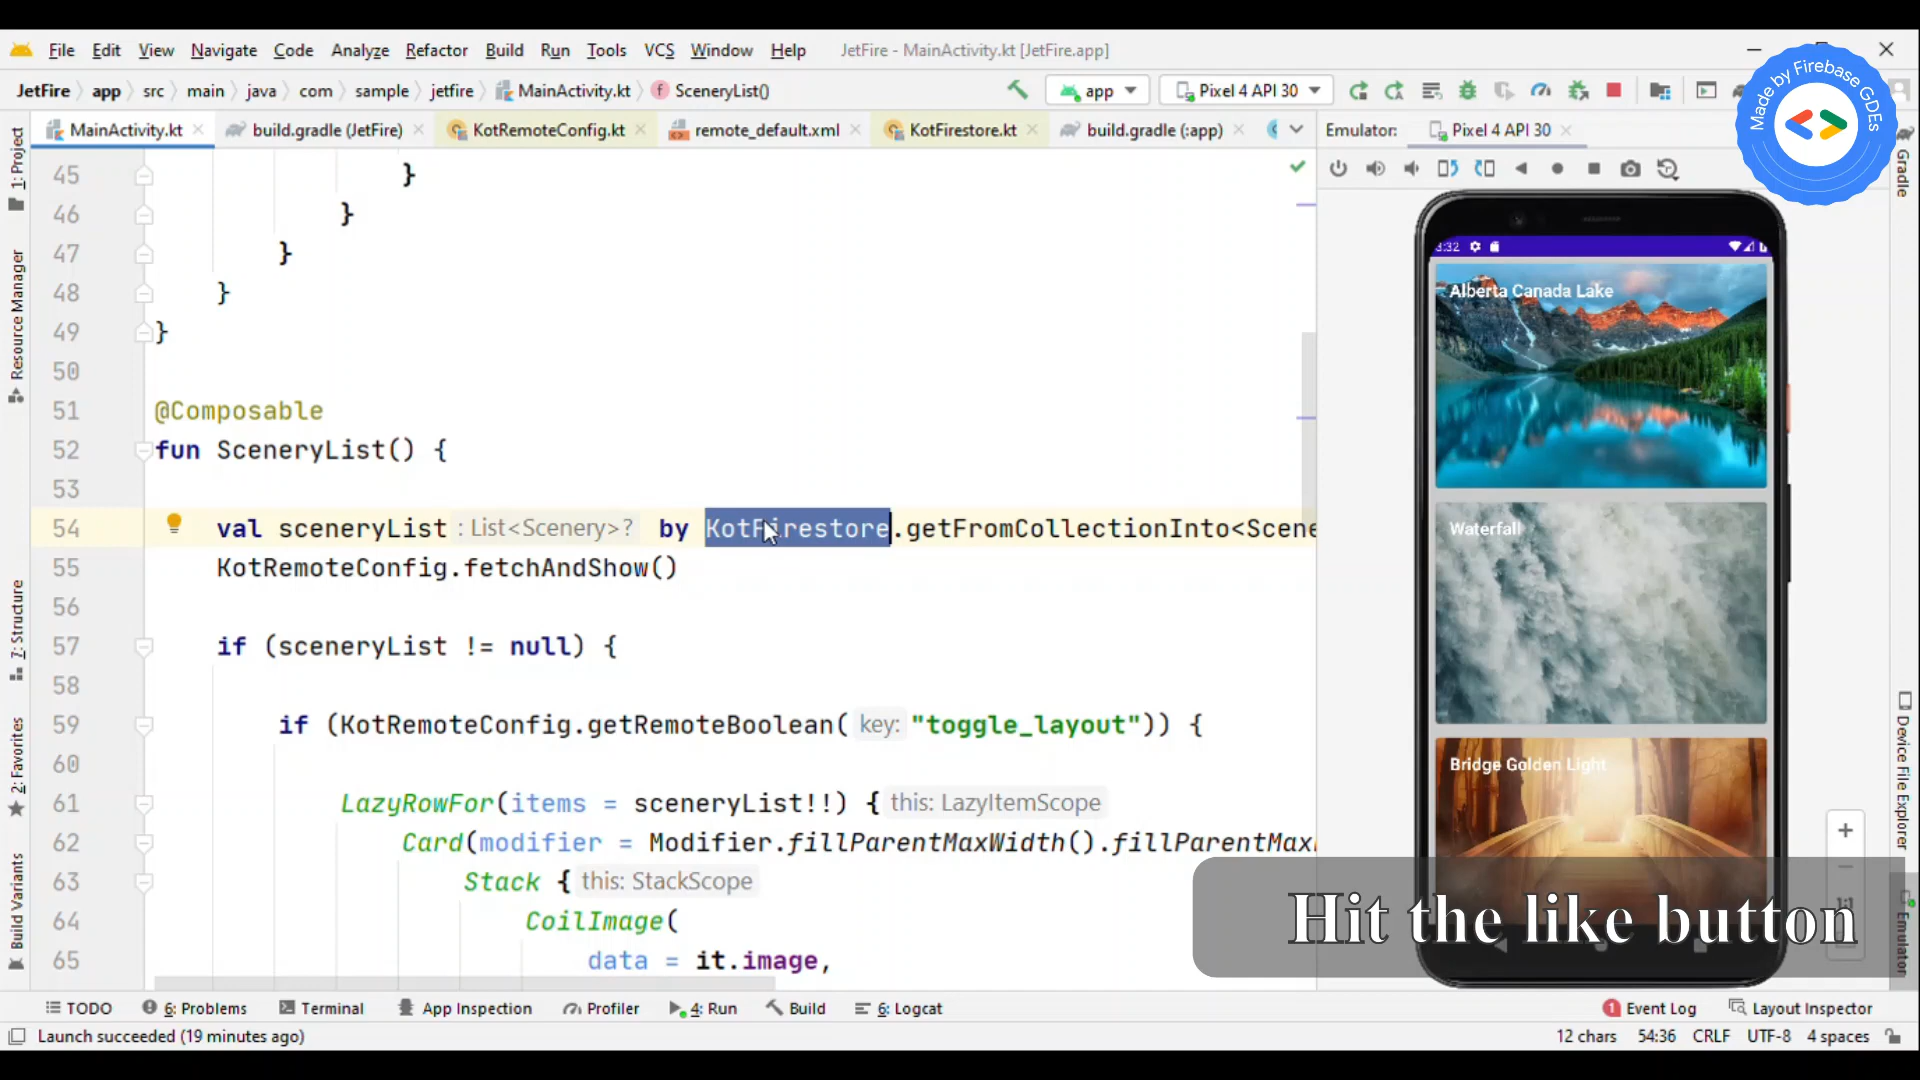 File Edit View Navigate Code Analyze Refactor Build Run Tools VCS Window Help JetFire - MainActivity.kt [JetFire.app]
JetFire app src main java com sample jetfire MainActivity.kt f SceneryList() app Pixel 4 API 30
Made by Firebase GDEs
MainActivity.kt build.gradle (JetFire) KotRemoteConfig.kt remote_default.xml KotFirestore.kt build.gradle (:app) Emulator: Pixel 4 API 30
1: Project
Resource Manager
7: Structure
2: Favorites
Build Variants
45 }
46 }
47 }
48 }
49 }
50
51 @Composable
52 fun SceneryList() {
53
54 val sceneryList : List<Scenery>? by KotFirestore.getFromCollectionInto<Scene
55 KotRemoteConfig.fetchAndShow()
56
57 if (sceneryList != null) {
58
59 if (KotRemoteConfig.getRemoteBoolean( key: "toggle_layout")) {
60
61 LazyRowFor(items = sceneryList!!) { this: LazyItemScope
62 Card(modifier = Modifier.fillParentMaxWidth().fillParentMax
63 Stack { this: StackScope
64 CoilImage(
65 data = it.image,
3:32
Alberta Canada Lake
Waterfall
Bridge Golden Light
Gradle
Device File Explorer
Emulator
1:1
Hit the like button
TODO 6: Problems Terminal App Inspection Profiler 4: Run Build 6: Logcat 1 Event Log Layout Inspector
Launch succeeded (19 minutes ago) 12 chars 54:36 CRLF UTF-8 4 spaces